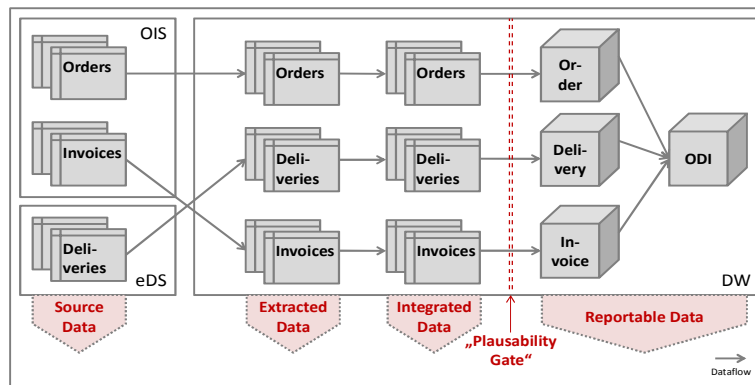 OIS
Orders
Orders
Orders
Or-
der
Invoices
Deli-
veries
Deli-
veries
Deli-
very
ODI
Deli-
veries
eDS
Invoices
Invoices
In-
voice
DW
Source
Data
Extracted
Data
Integrated
Data
„Plausability
Gate“
Reportable Data
Dataflow